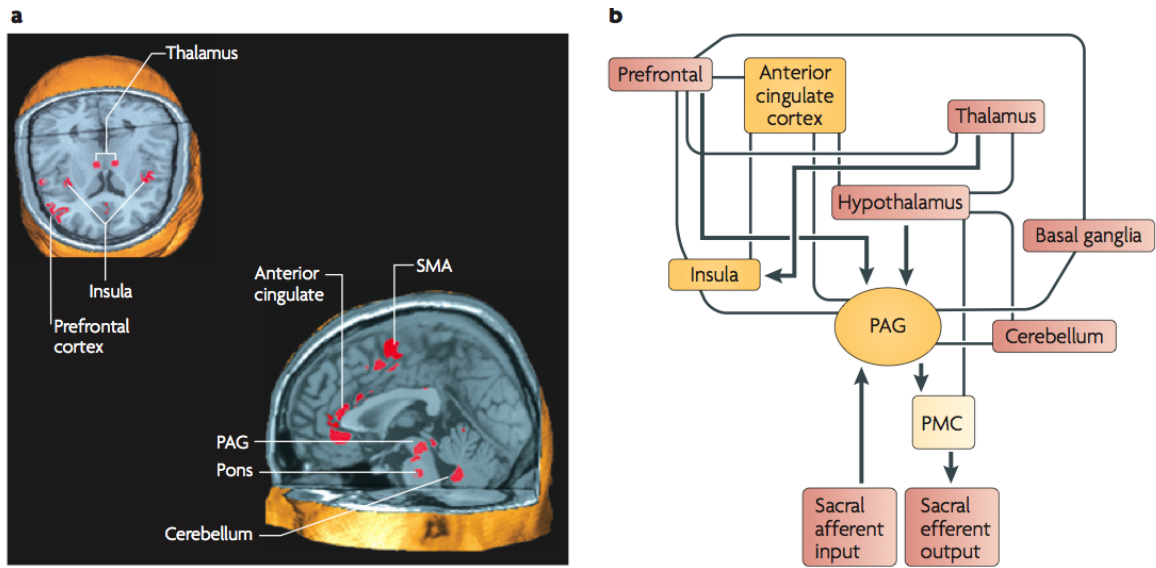 a
Thalamus
Insula
Prefrontal
cortex
Anterior
cingulate
SMA
PAG
Pons
Cerebellum
b
Prefrontal
Anterior
cingulate
cortex
Thalamus
Hypothalamus
Basal ganglia
Insula
PAG
Cerebellum
PMC
Sacral
afferent
input
Sacral
efferent
output